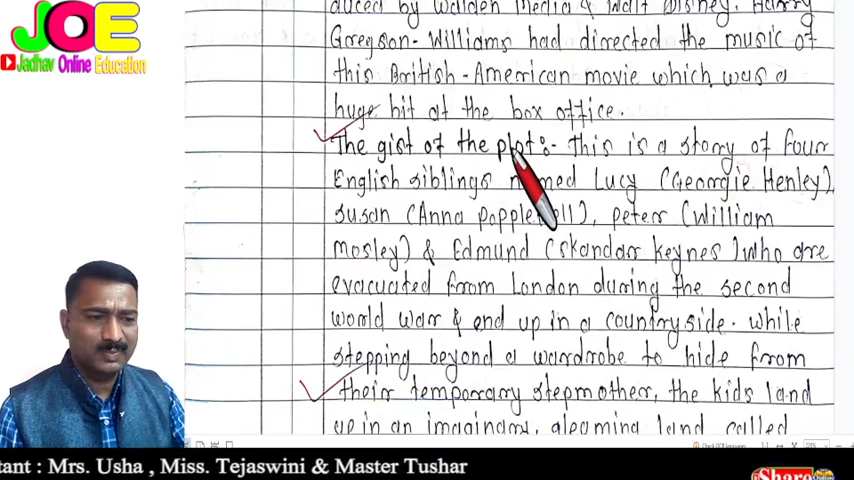 JOE
Jadhav Online Education
duced by Walden Media & Walt Disney. Harry
Gregson-Williams had directed the music of
this British-American movie which was a
huge hit at the box office.
The gist of the plot:- This is a story of four
English siblings named Lucy (Georgie Henley),
Susan (Anna Popplewell), Peter (William
Mosley) & Edmund (Skandar Keynes) who are
evacuated from London during the second
world war & end up in a countryside. While
stepping beyond a wardrobe to hide from
their temporary stepmother, the kids land
up in an imaginary, gleaming land called
tant : Mrs. Usha , Miss. Tejaswini & Master Tushar
Share